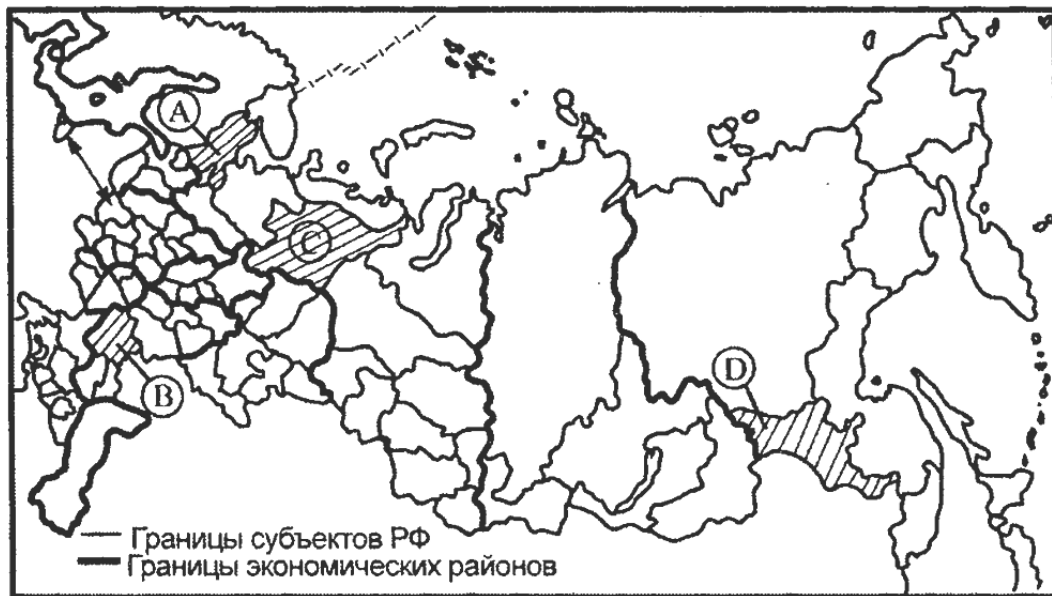 A
C
D
B
Границы субъектов РФ
Границы экономических районов